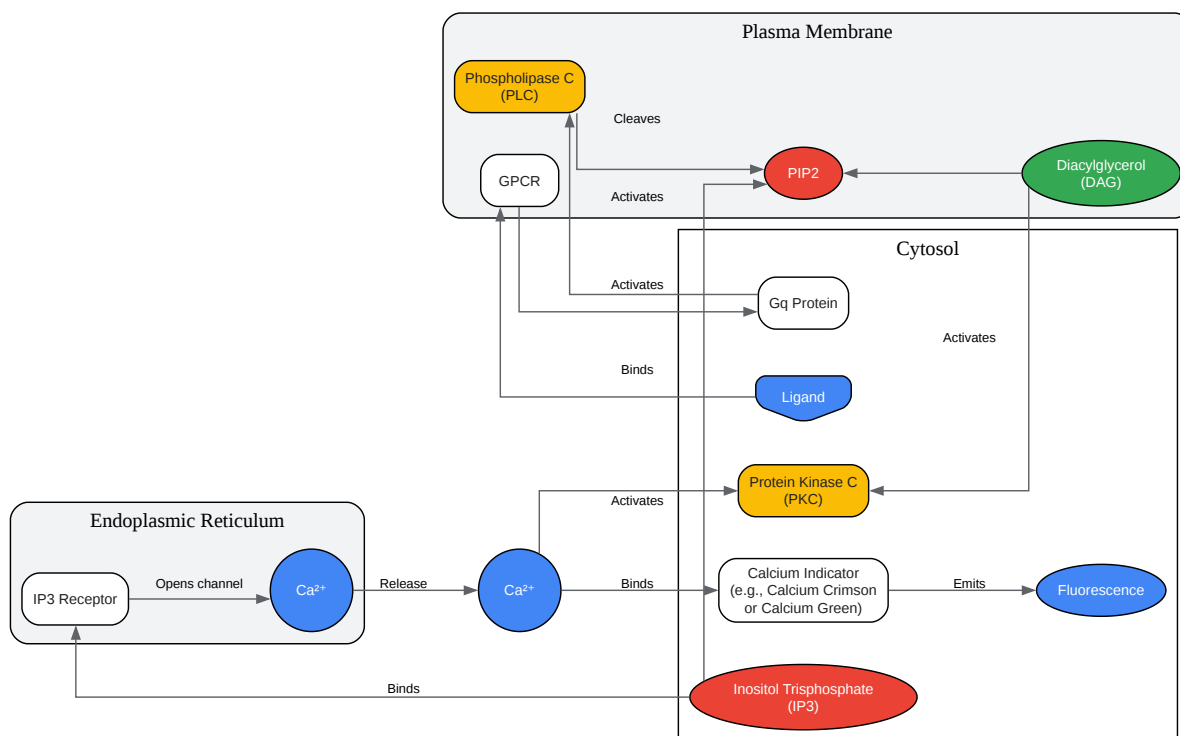 Plasma Membrane
Phospholipase C
(PLC)
Cleaves
GPCR
PIP2
Diacylglycerol
(DAG)
Activates
Cytosol
Activates
Gq Protein
Activates
Binds
Ligand
Protein Kinase C
(PKC)
Activates
Endoplasmic Reticulum
IP3 Receptor
Opens channel
Ca²⁺
Release
Ca²⁺
Binds
Calcium Indicator
(e.g., Calcium Crimson
or Calcium Green)
Emits
Fluorescence
Binds
Inositol Trisphosphate
(IP3)